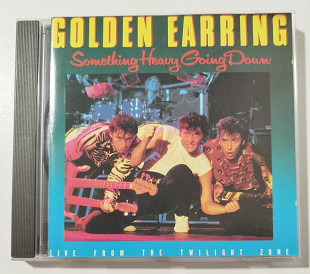 GOLDEN EARRING
Something Heavy Going Down
LIVE FROM THE TWILIGHT ZONE